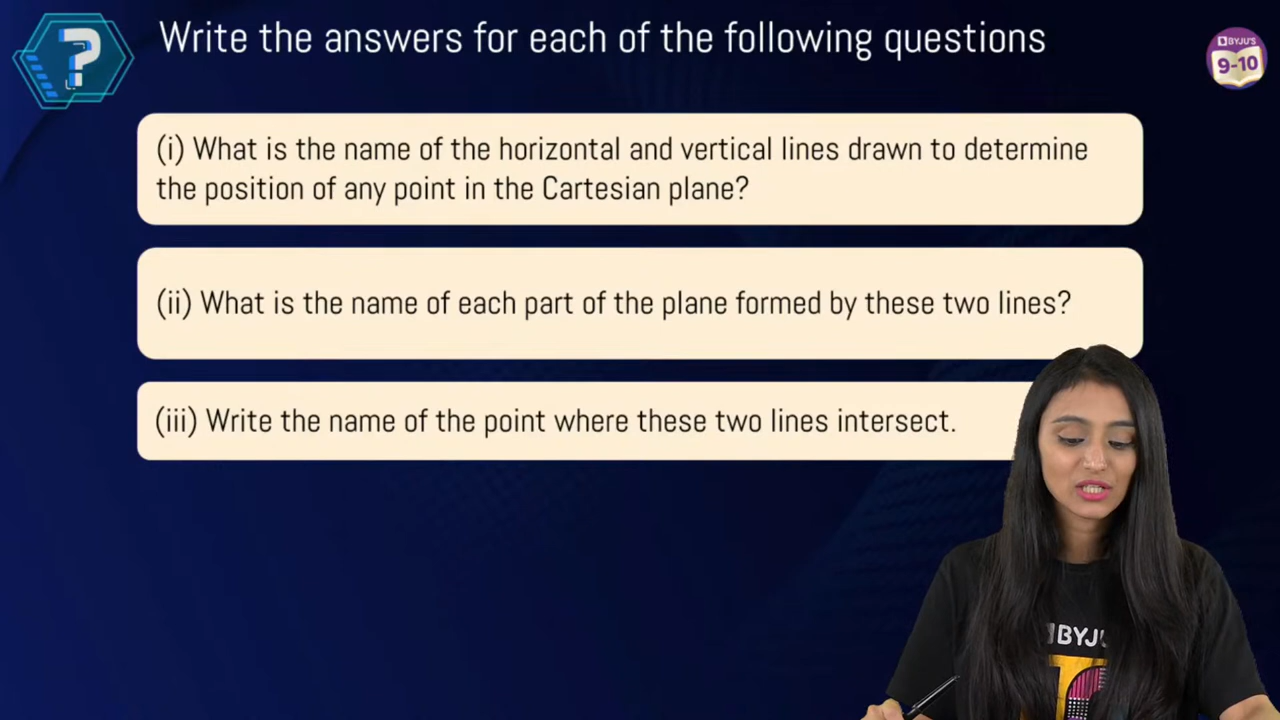 ?
Write the answers for each of the following questions
BYJU'S
9-10
(i) What is the name of the horizontal and vertical lines drawn to determine
the position of any point in the Cartesian plane?
(ii) What is the name of each part of the plane formed by these two lines?
(iii) Write the name of the point where these two lines intersect.